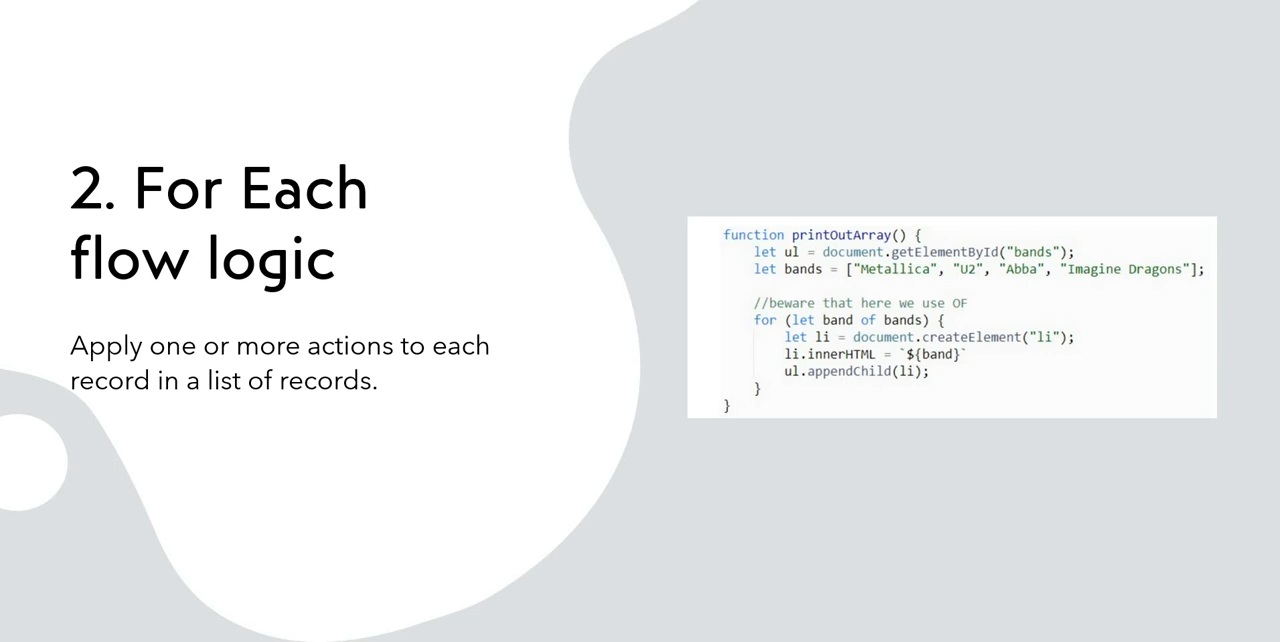 2. For Each
flow logic
Apply one or more actions to each
record in a list of records.
function printOutArray() {
    let ul = document.getElementById("bands");
    let bands = ["Metallica", "U2", "Abba", "Imagine Dragons"];
    //beware that here we use OF
    for (let band of bands) {
        let li = document.createElement("li");
        li.innerHTML = `${band}`
        ul.appendChild(li);
    }
}